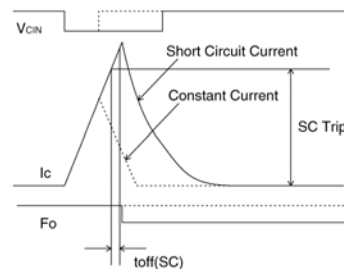 VCIN
Short Circuit Current
Constant Current
SC Trip
Ic
Fo
toff(SC)